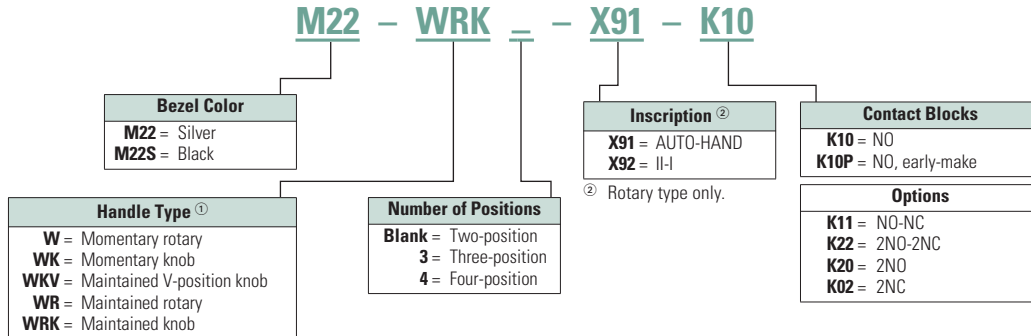 M22 – WRK _ – X91 – K10
Bezel Color
M22 = Silver
M22S = Black
Handle Type ①
W = Momentary rotary
WK = Momentary knob
WKV = Maintained V-position knob
WR = Maintained rotary
WRK = Maintained knob
Number of Positions
Blank = Two-position
3 = Three-position
4 = Four-position
Inscription ②
X91 = AUTO-HAND
X92 = II-I
② Rotary type only.
Contact Blocks
K10 = NO
K10P = NO, early-make
Options
K11 = NO-NC
K22 = 2NO-2NC
K20 = 2NO
K02 = 2NC